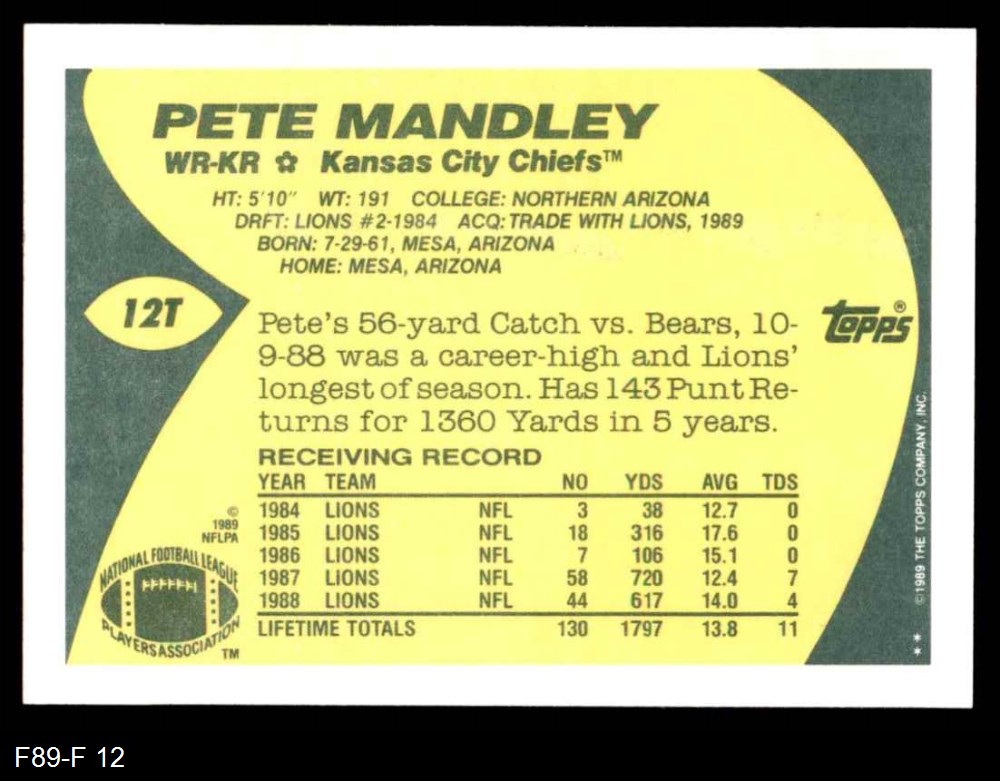 PETE MANDLEY
WR-KR ✿ Kansas City Chiefs™
HT: 5'10" WT: 191 COLLEGE: NORTHERN ARIZONA
DRFT: LIONS #2-1984 ACQ: TRADE WITH LIONS, 1989
BORN: 7-29-61, MESA, ARIZONA
HOME: MESA, ARIZONA
12T
Topps®
Pete's 56-yard Catch vs. Bears, 10-
9-88 was a career-high and Lions'
longest of season. Has 143 Punt Re-
turns for 1360 Yards in 5 years.
RECEIVING RECORD
YEAR TEAM NO YDS AVG TDS
1984 LIONS NFL 3 38 12.7 0
1985 LIONS NFL 18 316 17.6 0
1986 LIONS NFL 7 106 15.1 0
1987 LIONS NFL 58 720 12.4 7
1988 LIONS NFL 44 617 14.0 4
LIFETIME TOTALS 130 1797 13.8 11
©
1989
NFLPA
NATIONAL FOOTBALL LEAGUE
PLAYERS ASSOCIATION
TM
©1989 THE TOPPS COMPANY, INC.
**
F89-F 12